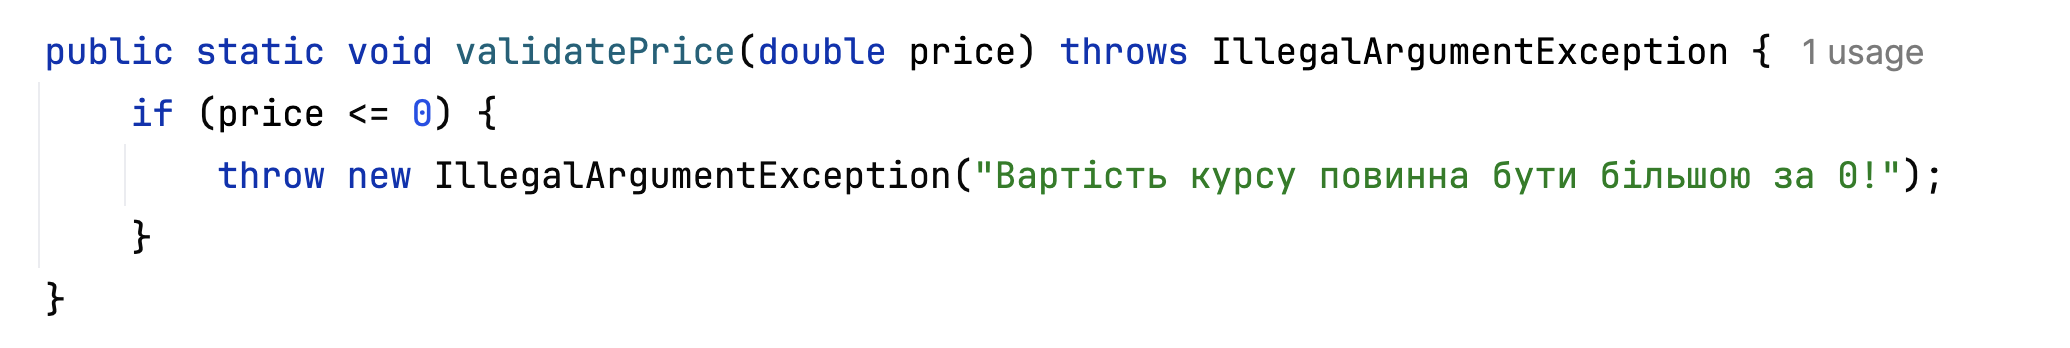 public static void validatePrice(double price) throws IllegalArgumentException { 1 usage
if (price <= 0) {
throw new IllegalArgumentException("Вартість курсу повинна бути більшою за 0!");
}
}